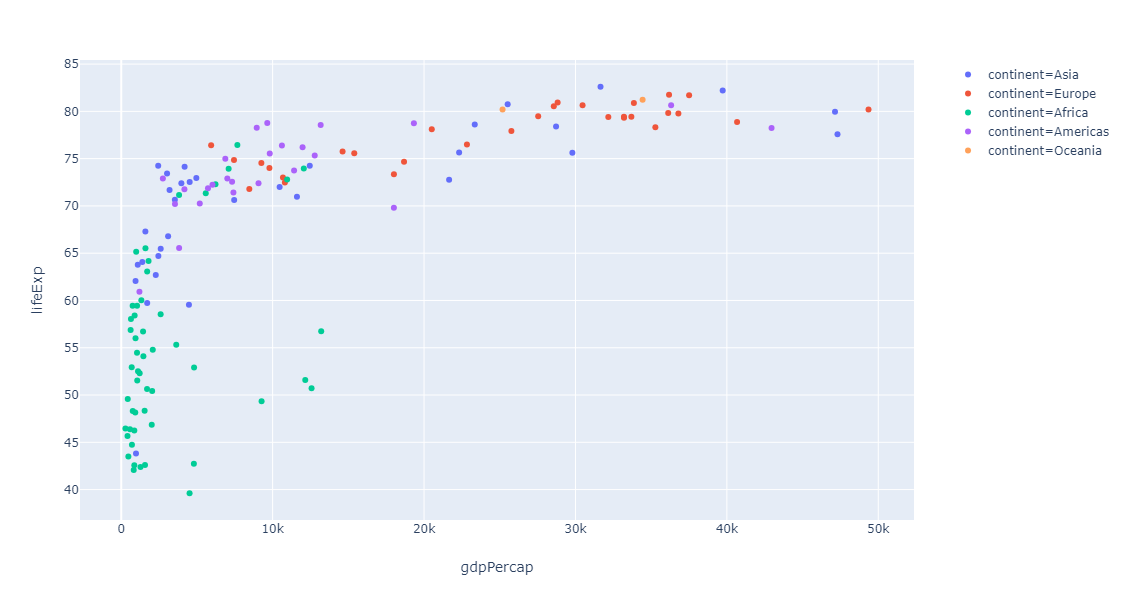 85
80
75
70
65
60
55
50
45
40
lifeExp
0 10k 20k 30k 40k 50k
gdpPercap
continent=Asia
continent=Europe
continent=Africa
continent=Americas
continent=Oceania